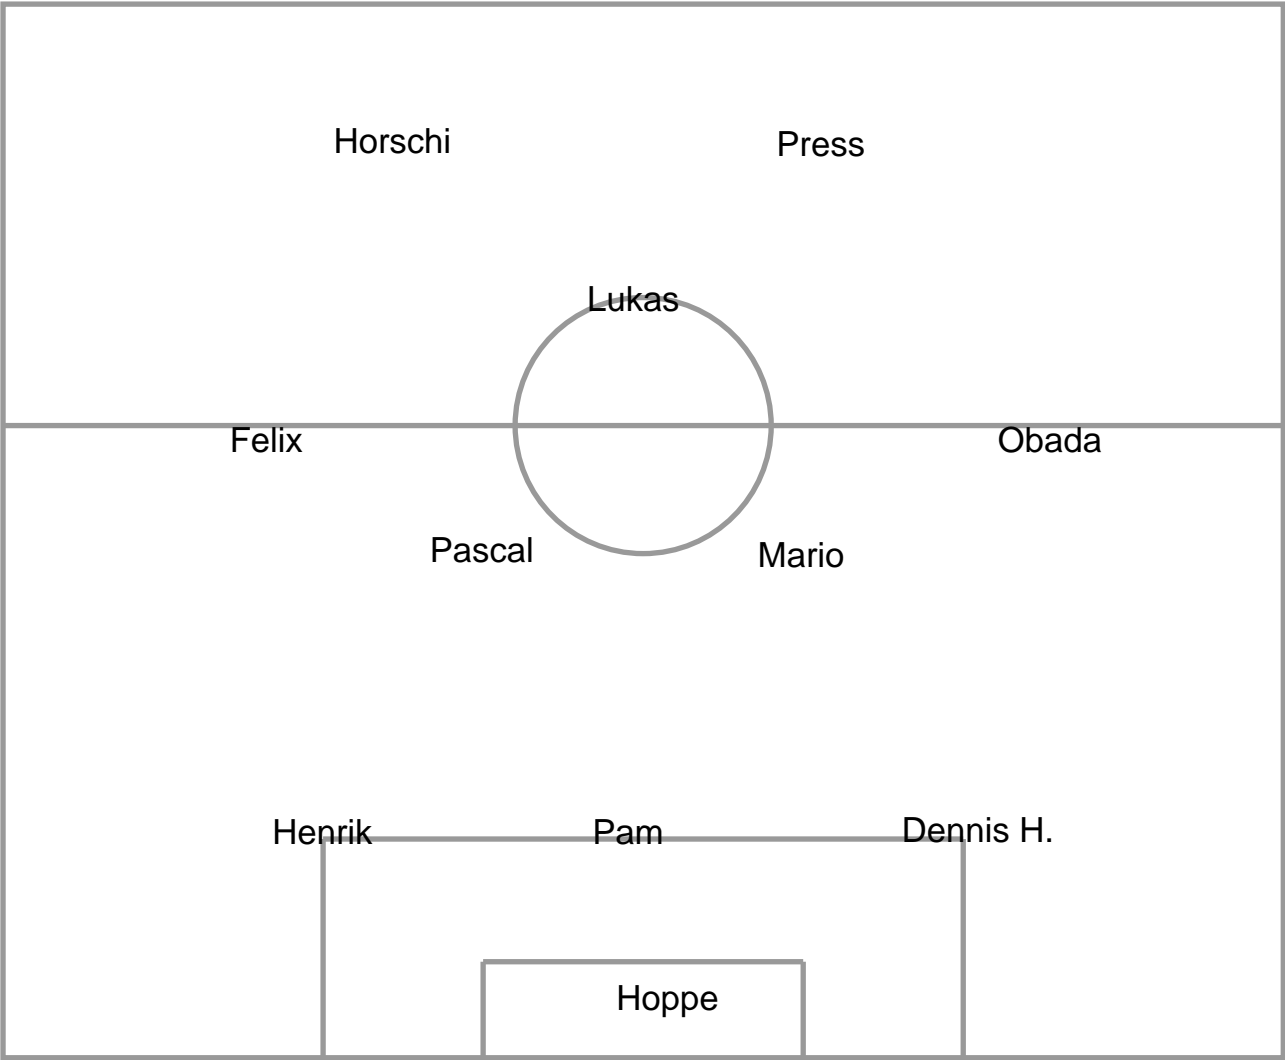 Horschi
Press
Lukas
Felix
Obada
Pascal
Mario
Henrik
Pam
Dennis H.
Hoppe